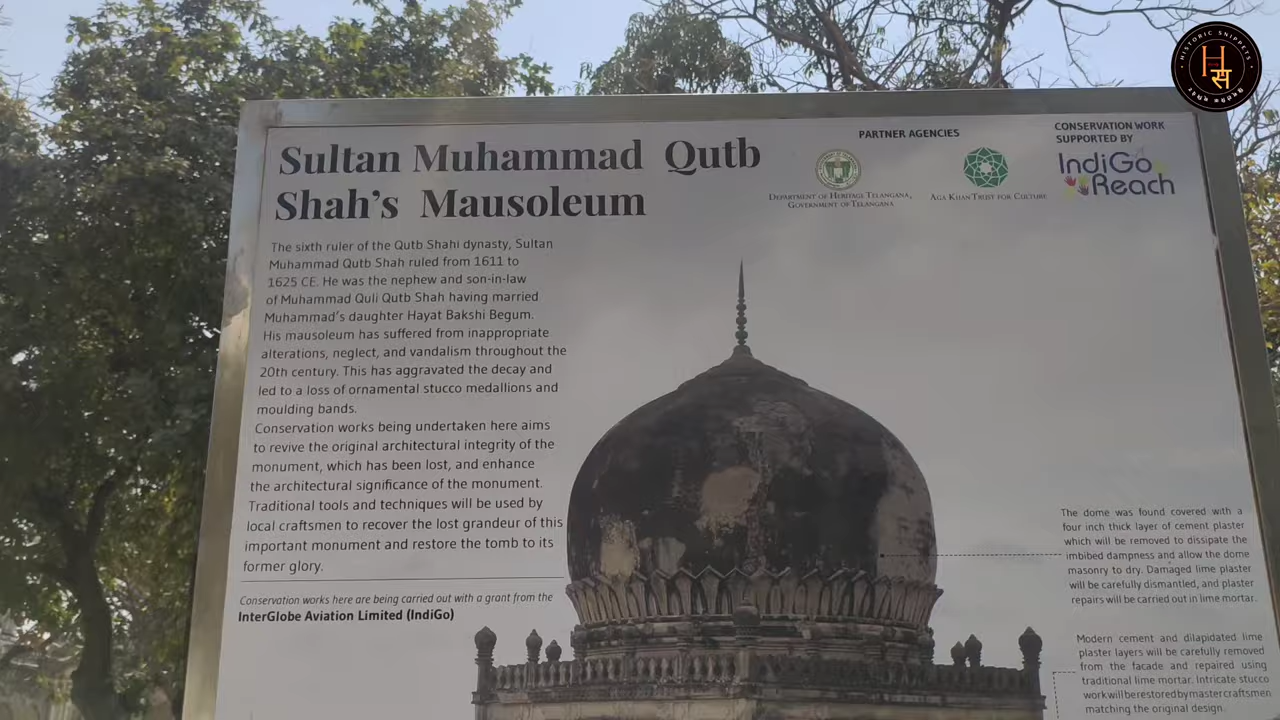 Sultan Muhammad Qutb
Shah's Mausoleum
PARTNER AGENCIES
DEPARTMENT OF HERITAGE TELANGANA,
GOVERNMENT OF TELANGANA
AGA KHAN TRUST FOR CULTURE
CONSERVATION WORK
SUPPORTED BY
IndiGo
Reach
HISTORIC SNIPPETS
H
स
The sixth ruler of the Qutb Shahi dynasty, Sultan
Muhammad Qutb Shah ruled from 1611 to
1625 CE. He was the nephew and son-in-law
of Muhammad Quli Qutb Shah having married
Muhammad's daughter Hayat Bakshi Begum.
His mausoleum has suffered from inappropriate
alterations, neglect, and vandalism throughout the
20th century. This has aggravated the decay and
led to a loss of ornamental stucco medallions and
moulding bands.
Conservation works being undertaken here aims
to revive the original architectural integrity of the
monument, which has been lost, and enhance
the architectural significance of the monument.
Traditional tools and techniques will be used by
local craftsmen to recover the lost grandeur of this
important monument and restore the tomb to its
former glory.
Conservation works here are being carried out with a grant from the
InterGlobe Aviation Limited (IndiGo)
The dome was found covered with a
four inch thick layer of cement plaster
which will be removed to dissipate the
imbibed dampness and allow the dome
masonry to dry. Damaged lime plaster
will be carefully dismantled, and plaster
repairs will be carried out in lime mortar.
Modern cement and dilapidated lime
plaster layers will be carefully removed
from the facade and repaired using
traditional lime mortar. Intricate stucco
work will be restored by master craftsmen
matching the original design.